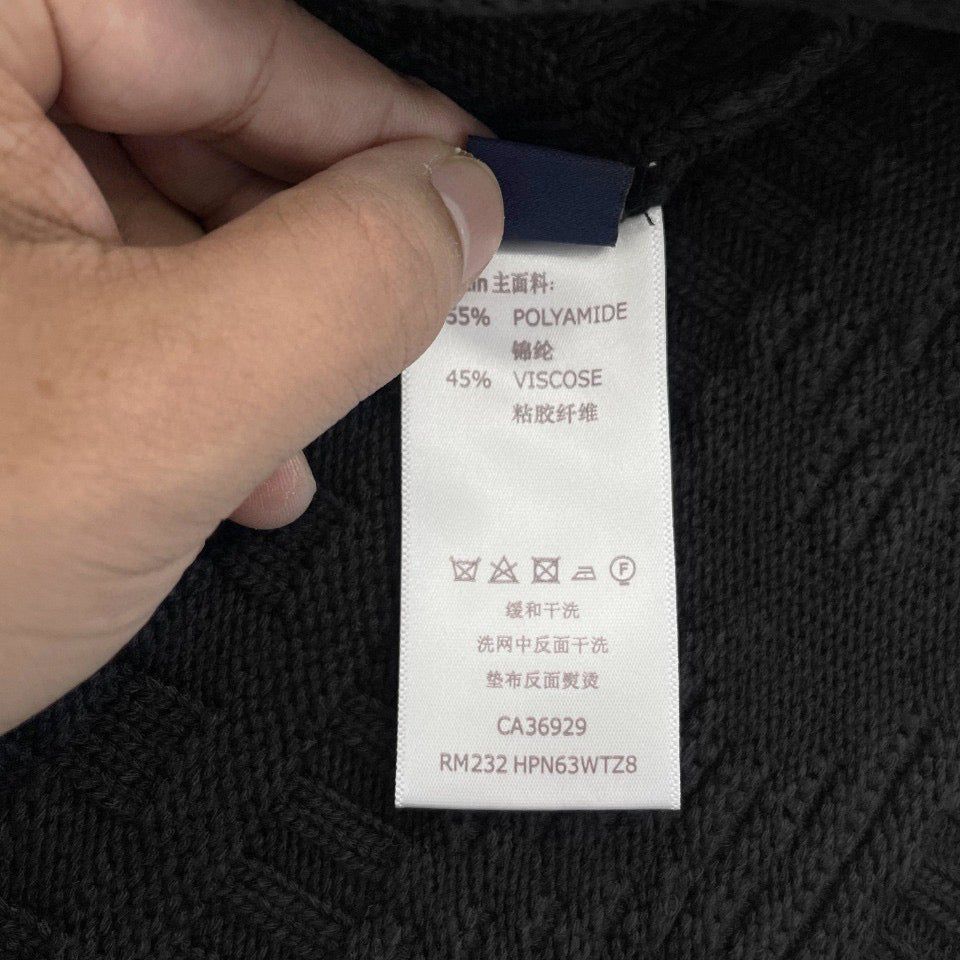 主面料:
55% POLYAMIDE
锦纶
45% VISCOSE
粘胶纤维
F
缓和干洗
洗网中反面干洗
垫布反面熨烫
CA36929
RM232 HPN63WTZ8